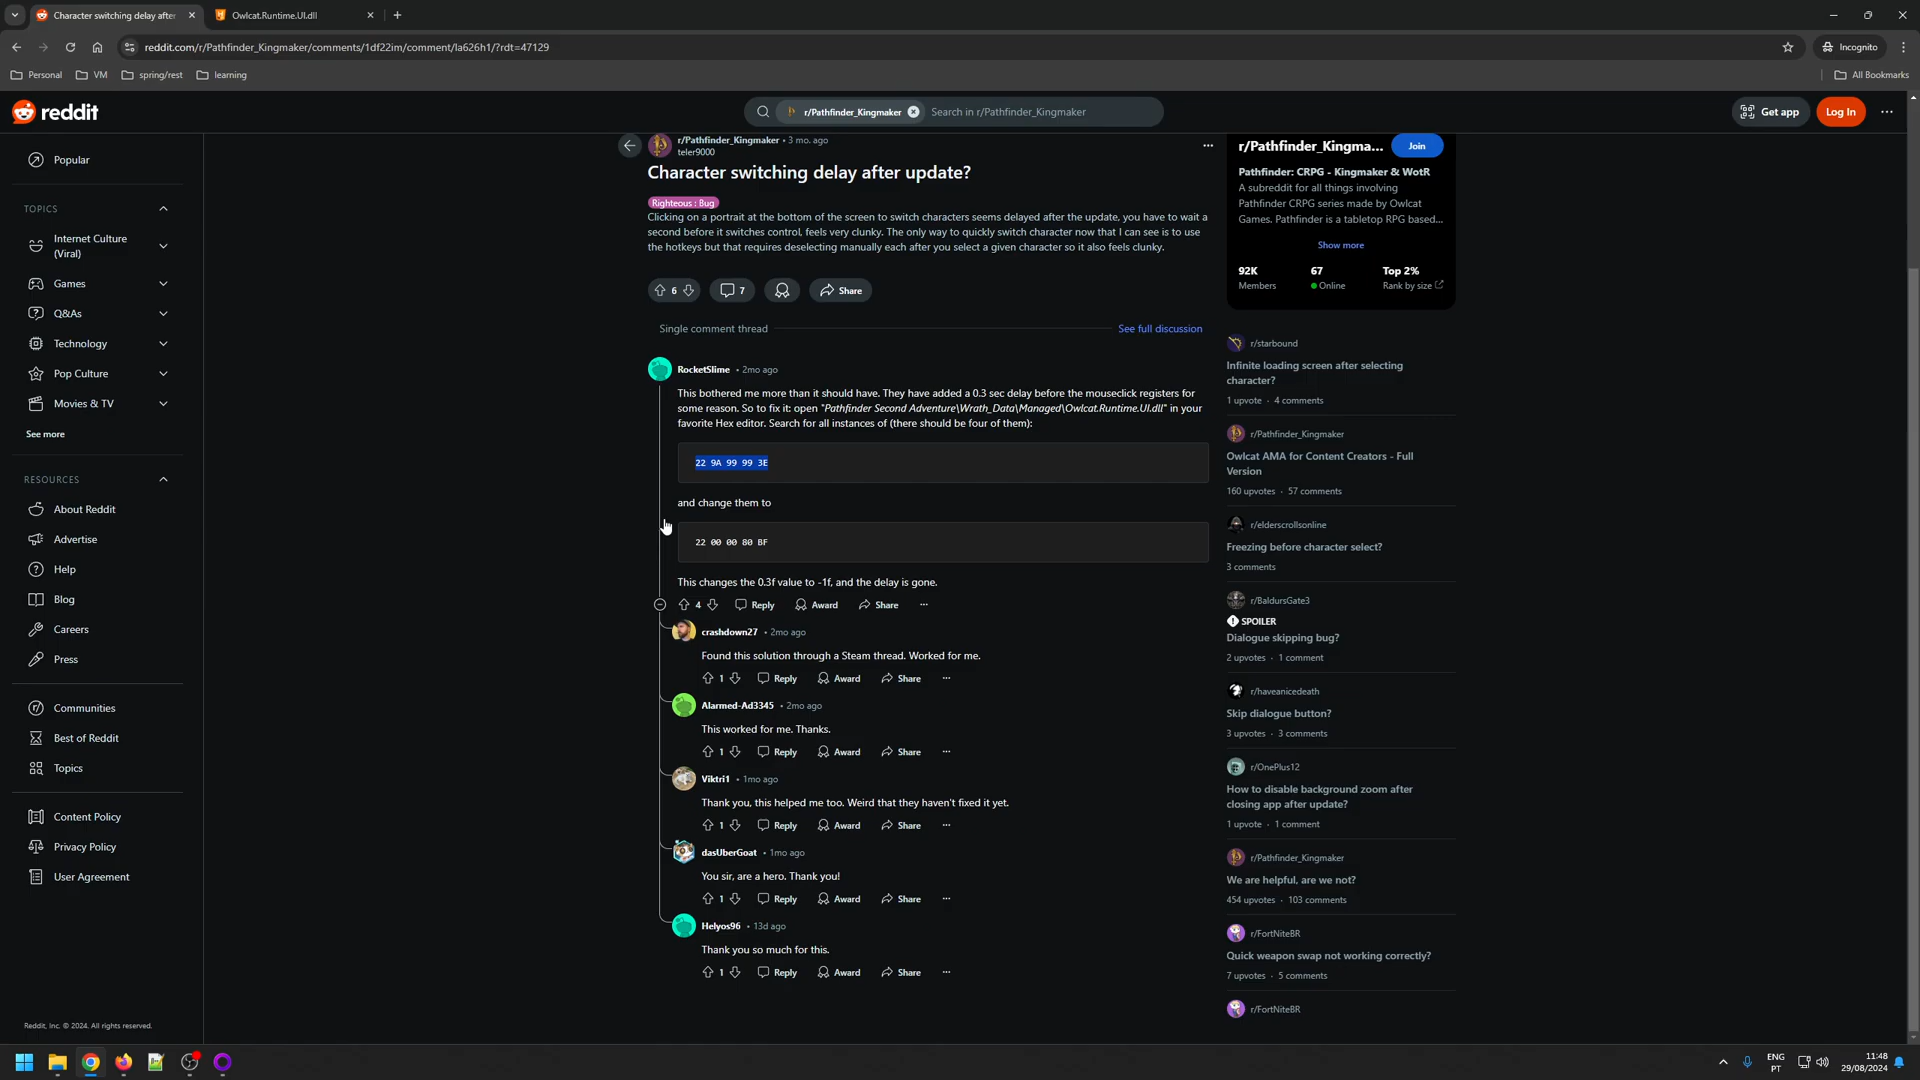 Character switching delay after
Owlcat.Runtime.UI.dll
reddit.com/r/Pathfinder_Kingmaker/comments/1df22im/comment/la626h1/?rdt=47129
Incognito
Personal
VM
spring/rest
learning
All Bookmarks
reddit
r/Pathfinder_Kingmaker
Search in r/Pathfinder_Kingmaker
Get app
Log In
Popular
TOPICS
Internet Culture
(Viral)
Games
Q&As
Technology
Pop Culture
Movies & TV
See more
RESOURCES
About Reddit
Advertise
Help
Blog
Careers
Press
Communities
Best of Reddit
Topics
Content Policy
Privacy Policy
User Agreement
Reddit, Inc. © 2024. All rights reserved.
r/Pathfinder_Kingmaker • 3 mo. ago
teler9000
Character switching delay after update?
Righteous : Bug
Clicking on a portrait at the bottom of the screen to switch characters seems delayed after the update, you have to wait a
second before it switches control, feels very clunky. The only way to quickly switch character now that I can see is to use
the hotkeys but that requires deselecting manually each after you select a given character so it also feels clunky.
6
7
Share
Single comment thread
See full discussion
RocketSlime • 2mo ago
This bothered me more than it should have. They have added a 0.3 sec delay before the mouseclick registers for
some reason. So to fix it: open "Pathfinder Second Adventure\Wrath_Data\Managed\Owlcat.Runtime.UI.dll" in your
favorite Hex editor. Search for all instances of (there should be four of them):
22 9A 99 99 3E
and change them to
22 00 00 80 BF
This changes the 0.3f value to -1f, and the delay is gone.
4 Reply Award Share
crashdown27 • 2mo ago
Found this solution through a Steam thread. Worked for me.
1 Reply Award Share
Alarmed-Ad3345 • 2mo ago
This worked for me. Thanks.
1 Reply Award Share
Viktri1 • 1mo ago
Thank you, this helped me too. Weird that they haven't fixed it yet.
1 Reply Award Share
dasUberGoat • 1mo ago
You sir, are a hero. Thank you!
1 Reply Award Share
Helyos96 • 13d ago
Thank you so much for this.
1 Reply Award Share
r/Pathfinder_Kingma...
Join
Pathfinder: CRPG - Kingmaker & WotR
A subreddit for all things involving
Pathfinder CRPG series made by Owlcat
Games. Pathfinder is a tabletop RPG based...
Show more
92K 67 Top 2%
Members Online Rank by size
r/starbound
Infinite loading screen after selecting
character?
1 upvote · 4 comments
r/Pathfinder_Kingmaker
Owlcat AMA for Content Creators - Full
Version
160 upvotes · 57 comments
r/elderscrollsonline
Freezing before character select?
3 comments
r/BaldursGate3
SPOILER
Dialogue skipping bug?
2 upvotes · 1 comment
r/haveanicedeath
Skip dialogue button?
3 upvotes · 3 comments
r/OnePlus12
How to disable background zoom after
closing app after update?
1 upvote · 1 comment
r/Pathfinder_Kingmaker
We are helpful, are we not?
454 upvotes · 103 comments
r/FortNiteBR
Quick weapon swap not working correctly?
7 upvotes · 5 comments
r/FortNiteBR
ENG
PT
11:48
29/08/2024